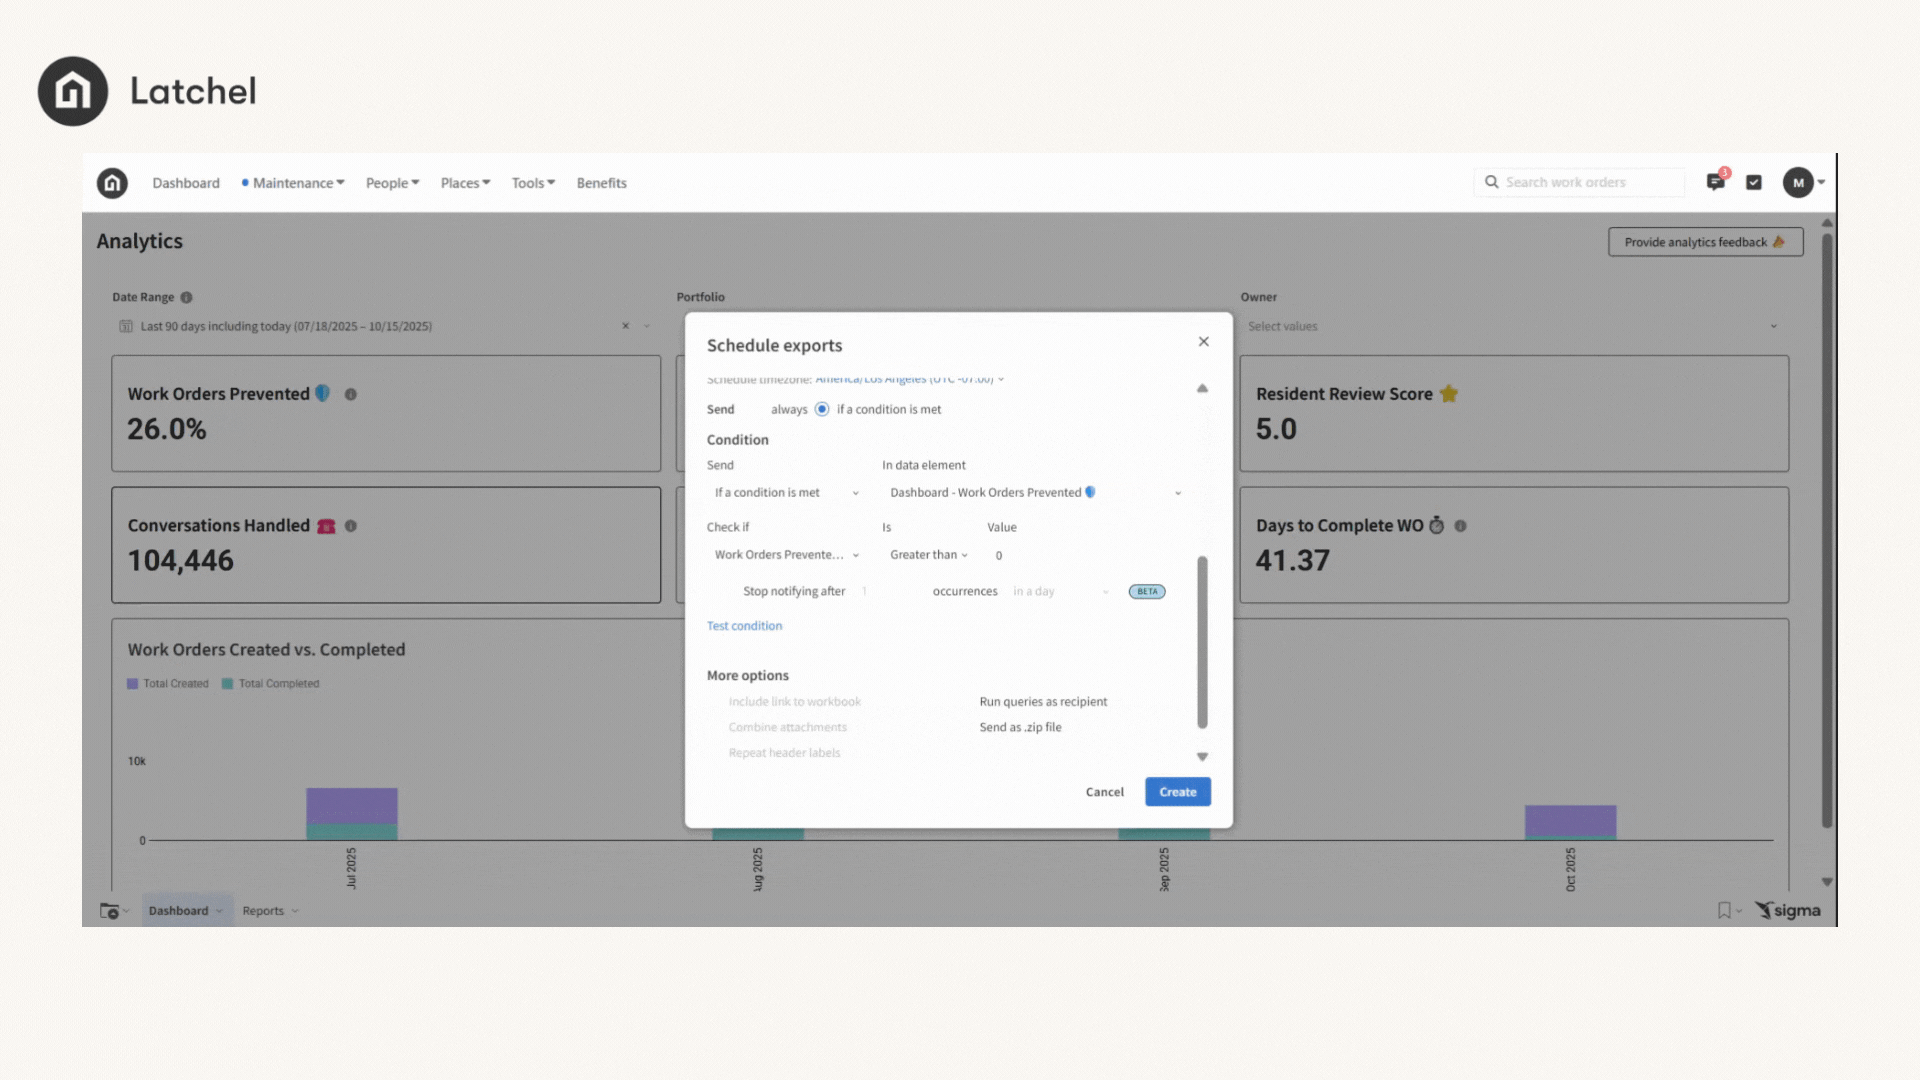 Latchel
Dashboard Maintenance People Places Tools Benefits Search work orders 3 M
Analytics
Provide analytics feedback
Date Range Portfolio Owner
Last 90 days including today (07/18/2025 – 10/15/2025)
Select values
Work Orders Prevented
26.0%
Resident Review Score
5.0
Conversations Handled
104,446
Days to Complete WO
41.37
Work Orders Created vs. Completed
Total Created Total Completed
10k
0
Jul 2025
Oct 2025
Schedule exports
Schedule timezone: America/Los Angeles (UTC -07:00)
Send always if a condition is met
Condition
Send In data element
If a condition is met Dashboard - Work Orders Prevented
Check if Is Value
Work Orders Prevente... Greater than 0
Stop notifying after 1 occurrences in a day BETA
Test condition
More options
Include link to workbook Run queries as recipient
Combine attachments Send as .zip file
Repeat header labels
Cancel Create
Dashboard Reports
sigma